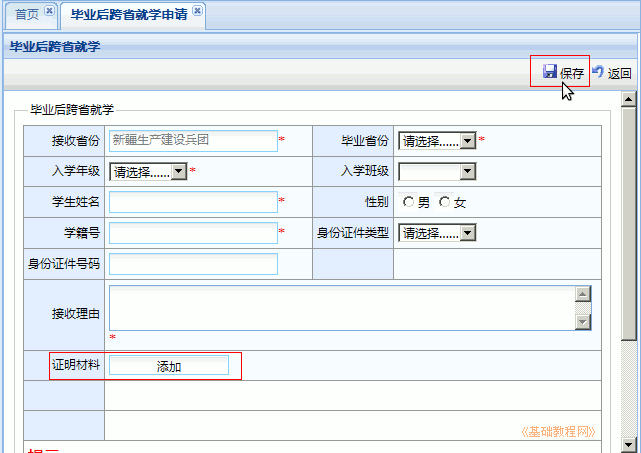 首页 毕业后跨省就学申请
毕业后跨省就学
保存 返回
毕业后跨省就学
接收省份 新疆生产建设兵团 * 毕业省份 请选择...... *
入学年级 请选择...... * 入学班级
学生姓名 * 性别 男 女
学籍号 * 身份证件类型 请选择......
身份证件号码
接收理由
*
证明材料 添加
《基础教程网》